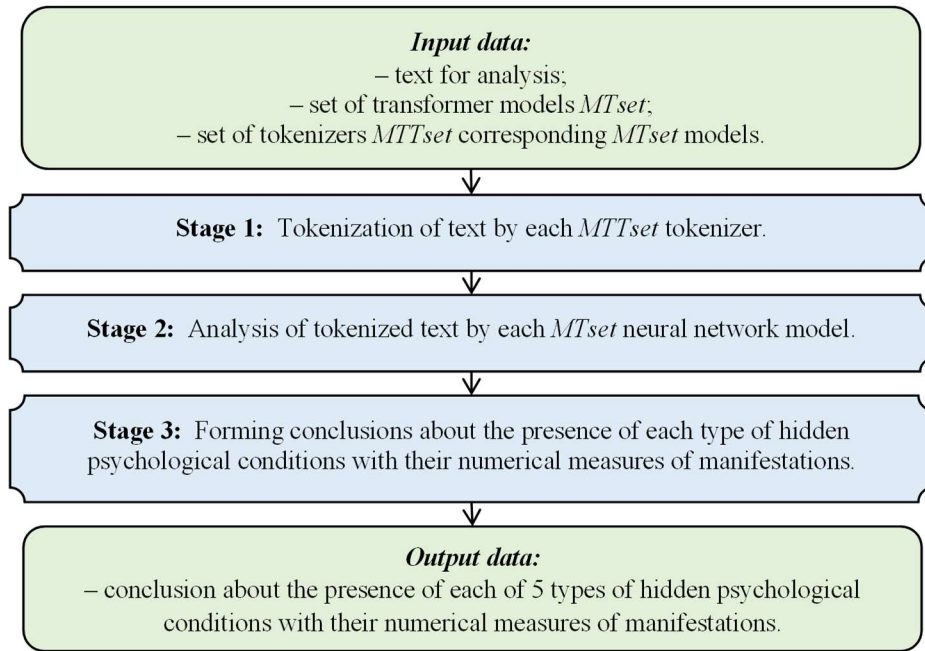 Input data:
– text for analysis;
– set of transformer models MTset;
– set of tokenizers MTTset corresponding MTset models.
Stage 1: Tokenization of text by each MTTset tokenizer.
Stage 2: Analysis of tokenized text by each MTset neural network model.
Stage 3: Forming conclusions about the presence of each type of hidden
psychological conditions with their numerical measures of manifestations.
Output data:
– conclusion about the presence of each of 5 types of hidden psychological
conditions with their numerical measures of manifestations.